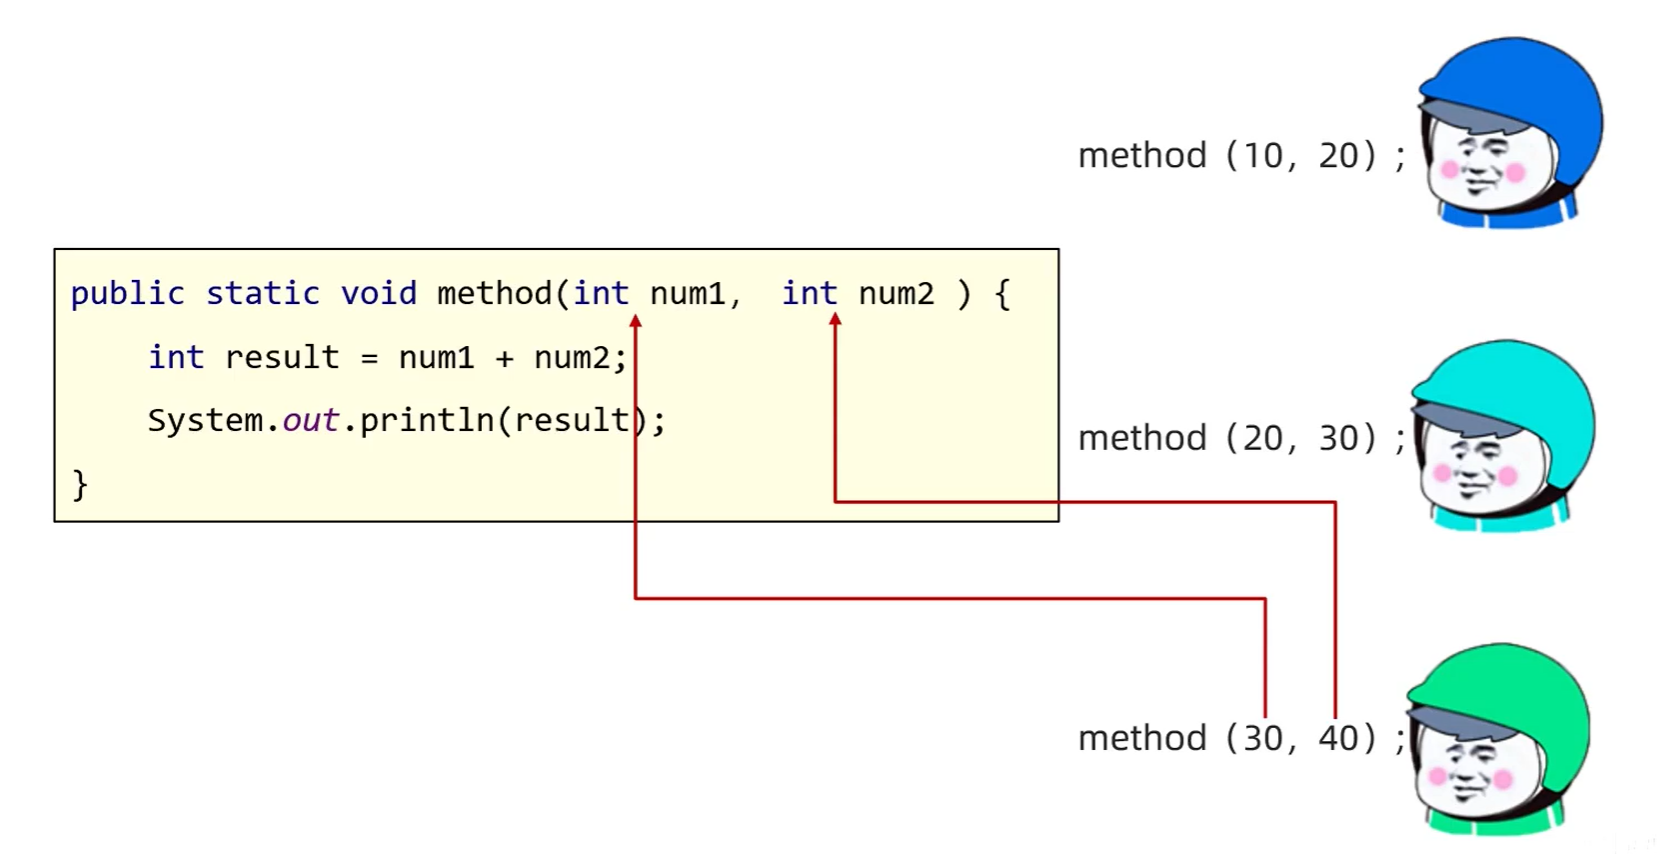 method (10, 20) ;
public static void method(int num1,  int num2 ) {
    int result = num1 + num2;
    System.out.println(result);
}
method (20, 30) ;
method (30, 40) ;